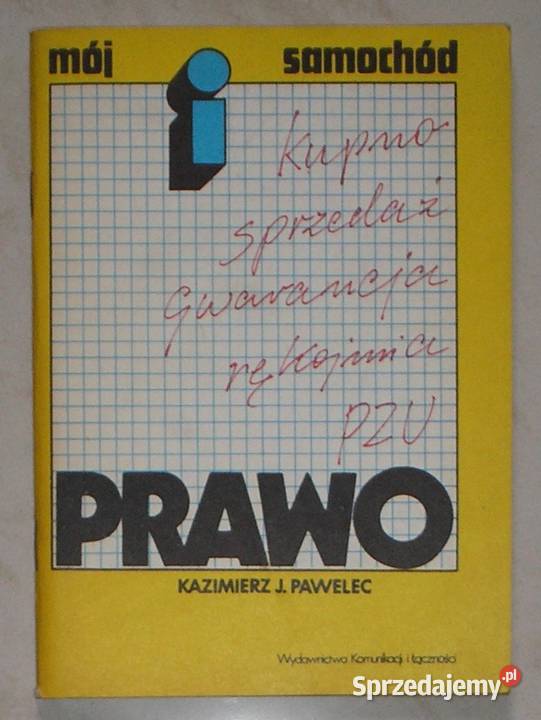 mój samochód
i
Kupno
sprzedaż
gwarancja
rękojmia
PZU
PRAWO
KAZIMIERZ J. PAWELEC
Wydawnictwa Komunikacji i Łączności
Sprzedajemy.pl